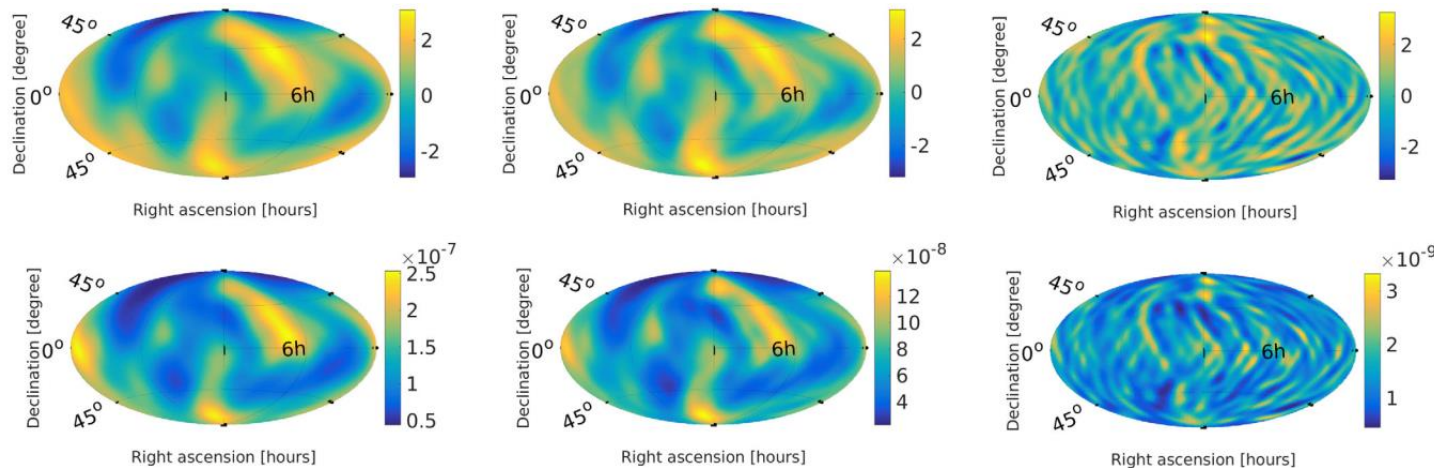 45°
0°
45°
Declination [degree]
6h
Right ascension [hours]
2
0
-2
45°
0°
45°
Declination [degree]
6h
Right ascension [hours]
2
0
-2
45°
0°
45°
Declination [degree]
6h
Right ascension [hours]
2
0
-2
45°
0°
45°
Declination [degree]
6h
Right ascension [hours]
×10⁻⁷
2.5
2
1.5
1
0.5
45°
0°
45°
Declination [degree]
6h
Right ascension [hours]
×10⁻⁸
12
10
8
6
4
45°
0°
45°
Declination [degree]
6h
Right ascension [hours]
×10⁻⁹
3
2
1